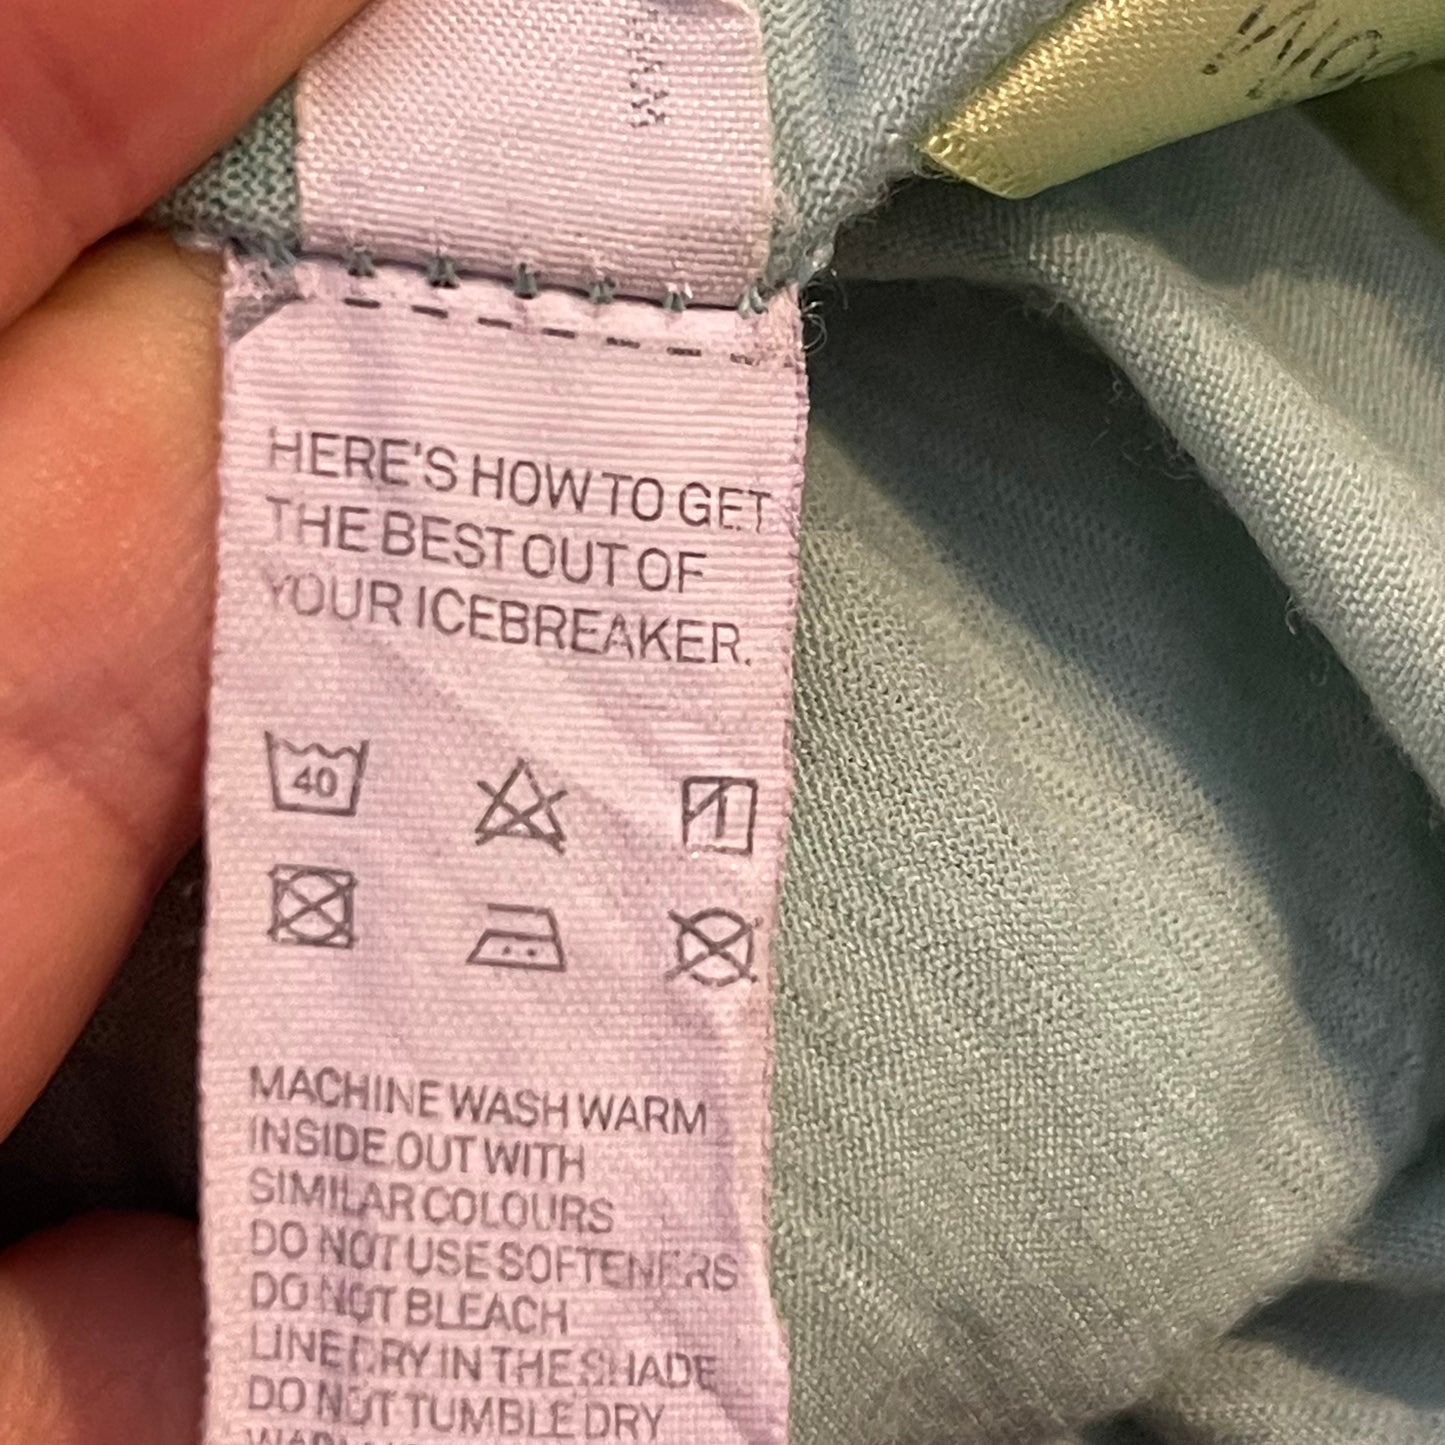 HERE'S HOW TO GET
THE BEST OUT OF
YOUR ICEBREAKER.
40
MACHINE WASH WARM
INSIDE OUT WITH
SIMILAR COLOURS
DO NOT USE SOFTENERS
DO NOT BLEACH
LINE DRY IN THE SHADE
DO NOT TUMBLE DRY